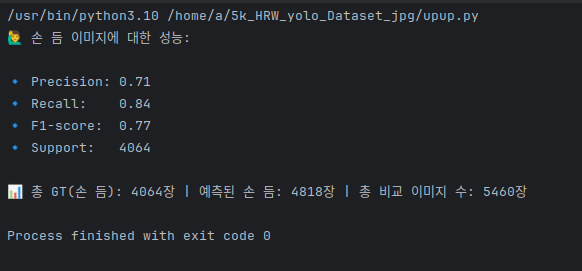 /usr/bin/python3.10 /home/a/5k_HRW_yolo_Dataset_jpg/upup.py
🙋‍♂️ 손 듬 이미지에 대한 성능:
🔹 Precision: 0.71
🔹 Recall: 0.84
🔹 F1-score: 0.77
🔹 Support: 4064
📊 총 GT(손 듬): 4064장 | 예측된 손 듬: 4818장 | 총 비교 이미지 수: 5460장
Process finished with exit code 0